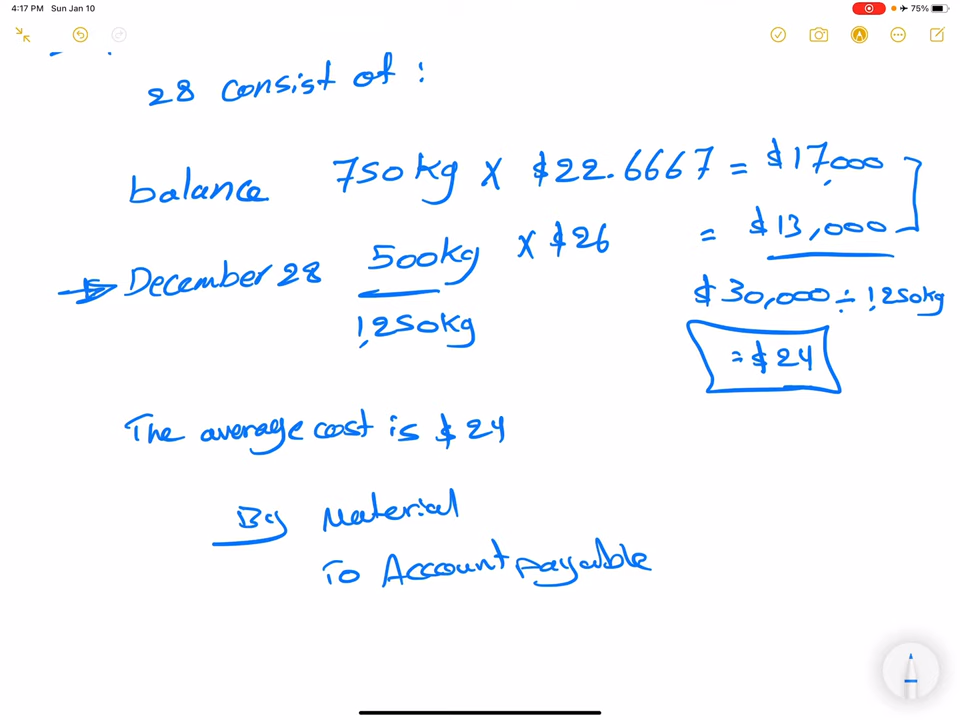 4:17 PM Sun Jan 10
75%
28 consist of :
balance 750kg x $22.6667 = $17,000
December 28 500kg x $26 = $13,000
1,250kg $30,000 ÷ 1,250kg
= $24
The average cost is $24
By Material
To Account payable